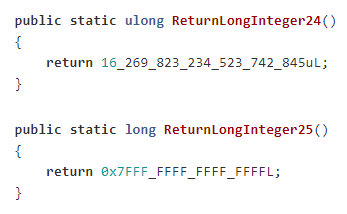 public static ulong ReturnLongInteger24()
{
    return 16_269_823_234_523_742_845uL;
}
public static long ReturnLongInteger25()
{
    return 0x7FFF_FFFF_FFFF_FFFFL;
}